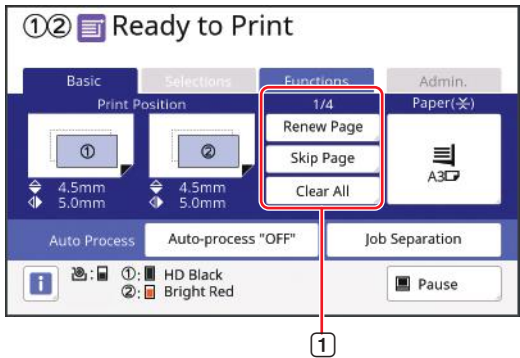 ①② Ready to Print
Basic Selections Functions Admin.
Print Position 1/4 Paper(
① ② Renew Page
Skip Page
A3
4.5mm 4.5mm Clear All
5.0mm 5.0mm
Auto Process Auto-process "OFF" Job Separation
i : ①: HD Black Pause
②: Bright Red
1